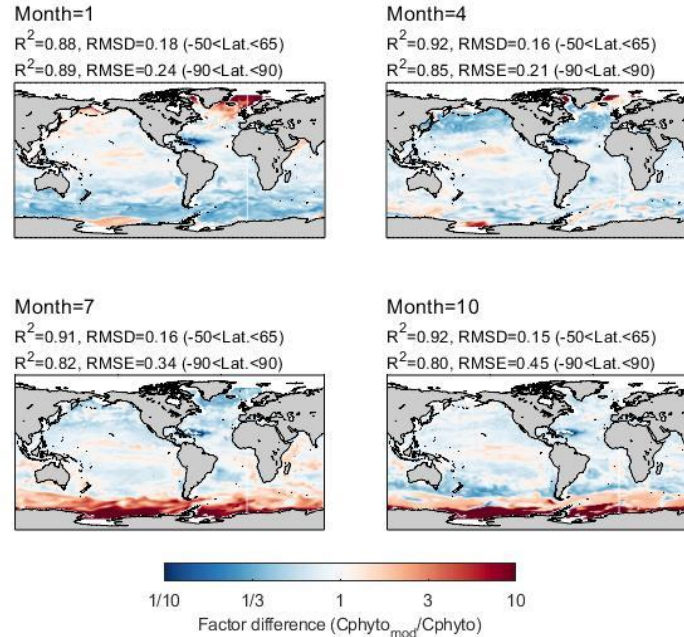 Month=1
R²=0.88, RMSD=0.18 (-50<Lat.<65)
R²=0.89, RMSE=0.24 (-90<Lat.<90)
Month=4
R²=0.92, RMSD=0.16 (-50<Lat.<65)
R²=0.85, RMSE=0.21 (-90<Lat.<90)
Month=7
R²=0.91, RMSD=0.16 (-50<Lat.<65)
R²=0.82, RMSE=0.34 (-90<Lat.<90)
Month=10
R²=0.92, RMSD=0.15 (-50<Lat.<65)
R²=0.80, RMSE=0.45 (-90<Lat.<90)
1/10 1/3 1 3 10
Factor difference (Cphyto_mod/Cphyto)